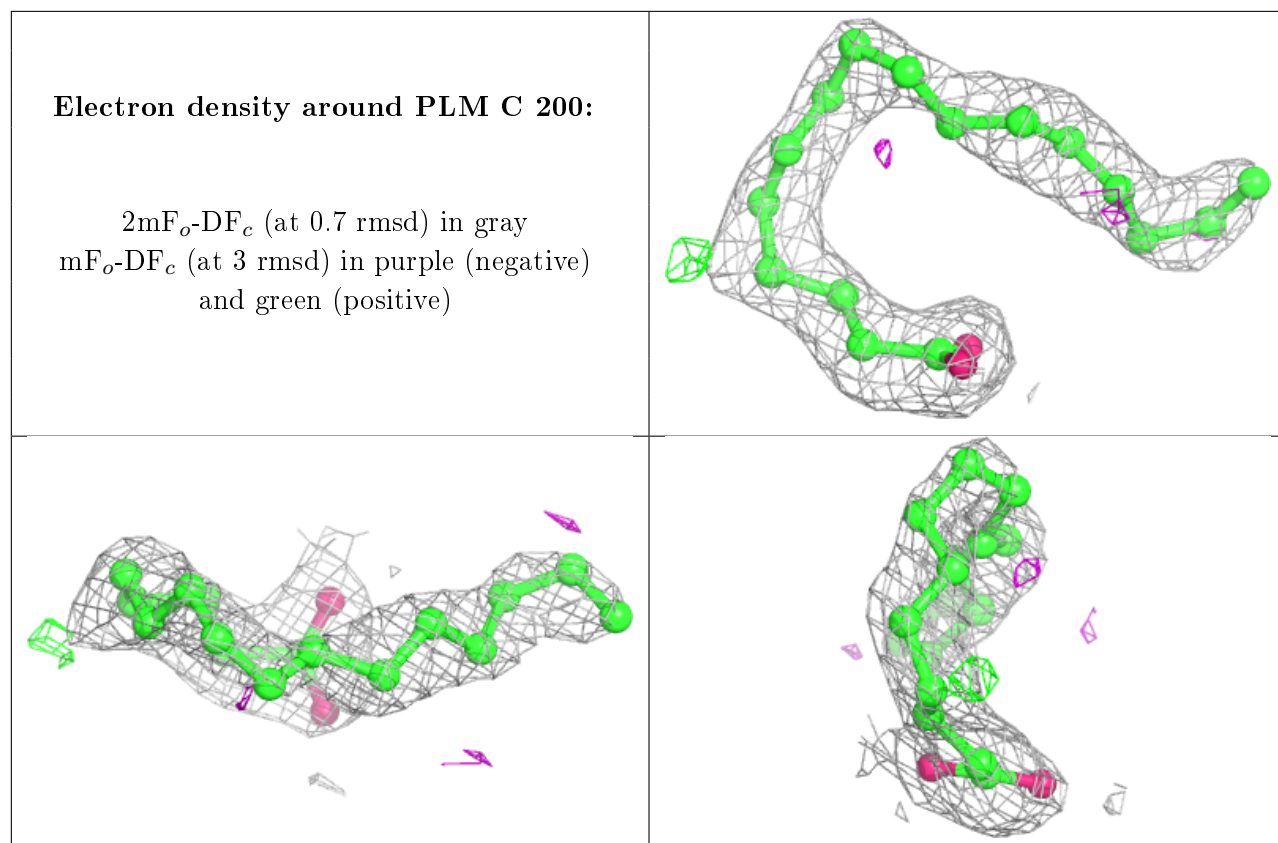 Electron density around PLM C 200:
2mFₒ-DF𝒸 (at 0.7 rmsd) in gray
mFₒ-DF𝒸 (at 3 rmsd) in purple (negative)
and green (positive)